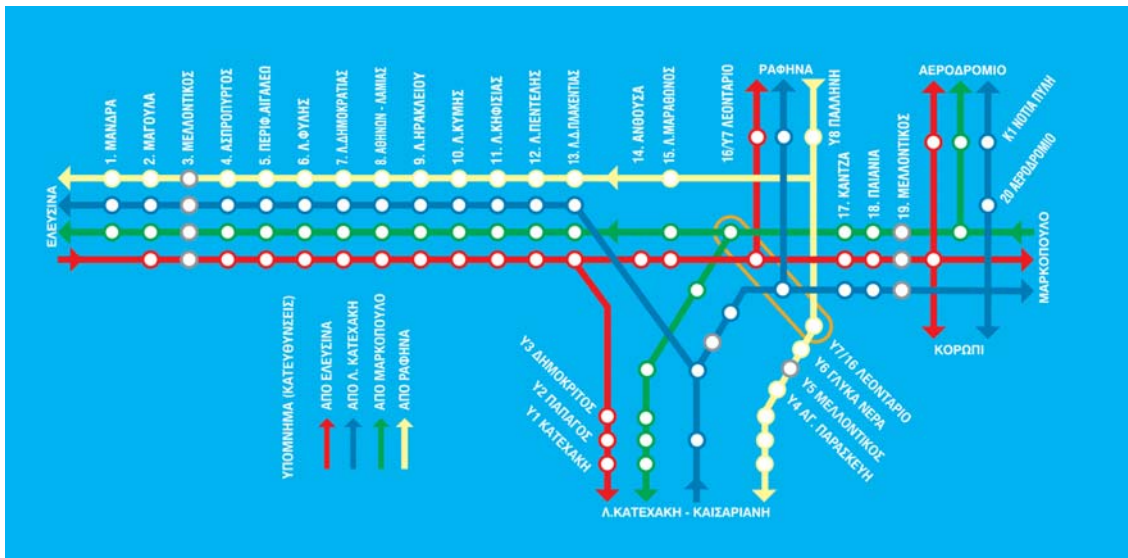 ΕΛΕΥΣΙΝΑ
1. ΜΑΝΔΡΑ
2. ΜΑΓΟΥΛΑ
3. ΜΕΛΛΟΝΤΙΚΟΣ
4. ΑΣΠΡΟΠΥΡΓΟΣ
5. ΠΕΡΙΦ.ΑΙΓΑΛΕΩ
6. Λ.ΦΥΛΗΣ
7. Λ.ΔΗΜΟΚΡΑΤΙΑΣ
8. ΑΘΗΝΩΝ - ΛΑΜΙΑΣ
9. Λ.ΗΡΑΚΛΕΙΟΥ
10. Λ.ΚΥΜΗΣ
11. Λ.ΚΗΦΙΣΙΑΣ
12. Λ.ΠΕΝΤΕΛΗΣ
13. Λ.Δ.ΠΛΑΚΕΝΤΙΑΣ
14. ΑΝΘΟΥΣΑ
15. Λ.ΜΑΡΑΘΩΝΟΣ
16/Υ7 ΛΕΟΝΤΑΡΙΟ
ΡΑΦΗΝΑ
Υ8 ΠΑΛΛΗΝΗ
17. ΚΑΝΤΖΑ
18. ΠΑΙΑΝΙΑ
19. ΜΕΛΛΟΝΤΙΚΟΣ
ΑΕΡΟΔΡΟΜΙΟ
Κ1 ΝΟΤΙΑ ΠΥΛΗ
20 ΑΕΡΟΔΡΟΜΙΟ
ΜΑΡΚΟΠΟΥΛΟ
ΚΟΡΩΠΙ
Υ7/16 ΛΕΟΝΤΑΡΙΟ
Υ6 ΓΛΥΚΑ ΝΕΡΑ
Υ5 ΜΕΛΛΟΝΤΙΚΟΣ
Υ4 ΑΓ. ΠΑΡΑΣΚΕΥΗ
Υ3 ΔΗΜΟΚΡΙΤΟΣ
Υ2 ΠΑΠΑΓΟΣ
Υ1 ΚΑΤΕΧΑΚΗ
Λ.ΚΑΤΕΧΑΚΗ - ΚΑΙΣΑΡΙΑΝΗ
ΥΠΟΜΝΗΜΑ (ΚΑΤΕΥΘΥΝΣΕΙΣ)
ΑΠΟ ΕΛΕΥΣΙΝΑ
ΑΠΟ Λ. ΚΑΤΕΧΑΚΗ
ΑΠΟ ΜΑΡΚΟΠΟΥΛΟ
ΑΠΟ ΡΑΦΗΝΑ